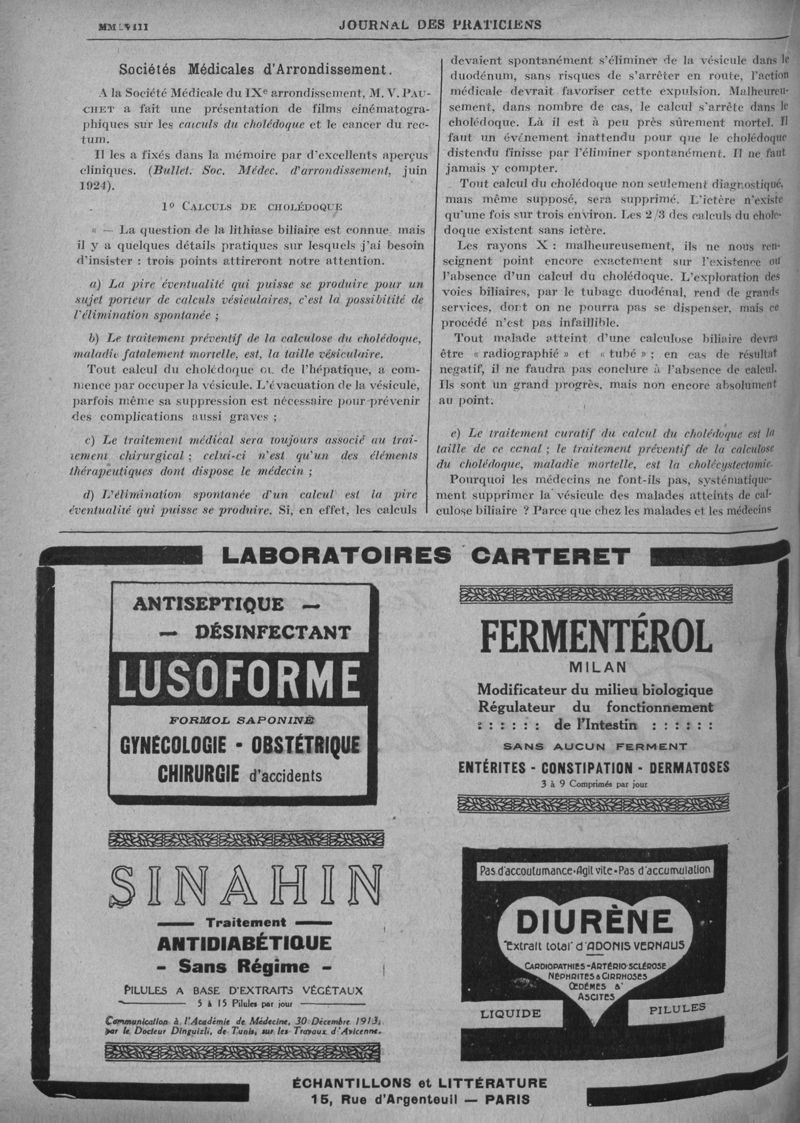 MMLVIII
JOURNAL DES PRATICIENS
Sociétés Médicales d'Arrondissement.
A la Société Médicale du IXe arrondissement, M. V. PAU-
CHET a fait une présentation de films cinématogra-
phiques sur les calculs du cholédoque et le cancer du rec-
tum.
Il les a fixés dans la mémoire par d'excellents aperçus
cliniques. (Bullet. Soc. Médec. d'arrondissement, juin
1924).
1º CALCULS DE CHOLÉDOQUE
« — La question de la lithiase biliaire est connue mais
il y a quelques détails pratiques sur lesquels j'ai besoin
d'insister : trois points attireront notre attention.
a) La pire éventualité qui puisse se produire pour un
sujet porteur de calculs vésiculaires, c'est la possibilité de
l'élimination spontanée ;
b) Le traitement préventif de la calculose du cholédoque,
maladie fatalement mortelle, est, la taille vésiculaire.
Tout calcul du cholédoque ou de l'hépatique, a com-
mence par occuper la vésicule. L'évacuation de la vésicule,
parfois même sa suppression est nécessaire pour prévenir
des complications aussi graves ;
c) Le traitement médical sera toujours associé au trai-
tement chirurgical ; celui-ci n'est qu'un des éléments
thérapeutiques dont dispose le médecin ;
d) L'élimination spontanée d'un calcul est la pire
éventualité qui puisse se produire. Si, en effet, les calculs
devaient spontanément s'éliminer de la vésicule dans le
duodénum, sans risques de s'arrêter en route, l'action
médicale devrait favoriser cette expulsion. Malheureu-
sement, dans nombre de cas, le calcul s'arrête dans le
cholédoque. Là il est à peu près sûrement mortel. Il
faut un événement inattendu pour que le cholédoque
distendu finisse par l'éliminer spontanément. Il ne faut
jamais y compter.
Tout calcul du cholédoque non seulement diagnostiqué,
mais même supposé, sera supprimé. L'ictère n'existe
qu'une fois sur trois environ. Les 2/3 des calculs du cholé-
doque existent sans ictère.
Les rayons X : malheureusement, ils ne nous ren-
seignent point encore exactement sur l'existence ou
l'absence d'un calcul du cholédoque. L'exploration des
voies biliaires, par le tubage duodénal, rend de grands
services, dont on ne pourra pas se dispenser, mais ce
procédé n'est pas infaillible.
Tout malade atteint d'une calculose biliaire devra
être « radiographié » et « tubé » ; en cas de résultat
negatif, il ne faudra pas conclure à l'absence de calcul.
Ils sont un grand progrès, mais non encore absolument
au point.
e) Le traitement curatif du calcul du cholédoque est la
taille de ce canal ; le traitement préventif de la calculose
du cholédoque, maladie mortelle, est la cholécystectomie.
Pourquoi les médecins ne font-ils pas, systématique-
ment supprimer la vésicule des malades atteints de cal-
culose biliaire ? Parce que chez les malades et les médecins
LABORATOIRES CARTERET
ANTISEPTIQUE —
— DÉSINFECTANT
LUSOFORME
FORMOL SAPONINÉ
GYNÉCOLOGIE - OBSTÉTRIQUE
CHIRURGIE d'accidents
FERMENTÉROL
MILAN
Modificateur du milieu biologique
Régulateur du fonctionnement
: : : : : : de l'Intestin : : : : : :
SANS AUCUN FERMENT
ENTÉRITES - CONSTIPATION - DERMATOSES
3 à 9 Comprimés par jour
SINAHIN
Traitement
ANTIDIABÉTIQUE
- Sans Régime -
PILULES A BASE D'EXTRAITS VÉGÉTAUX
5 à 15 Pilules par jour
Communication à l'Académie de Médecine, 30 Décembre 1913,
par le Docteur Dinguizli, de Tunis, sur les Travaux d'Avicenne.
Pas d'accoutumance-Agit vite-Pas d'accumulation
DIURÈNE
"Extrait total" d'ADONIS VERNALIS
CARDIOPATHIES-ARTÉRIO-SCLÉROSE
NÉPHRITES & CIRRHOSES
ŒDÈMES &
ASCITES
LIQUIDE
PILULES
ÉCHANTILLONS et LITTÉRATURE
15, Rue d'Argenteuil — PARIS